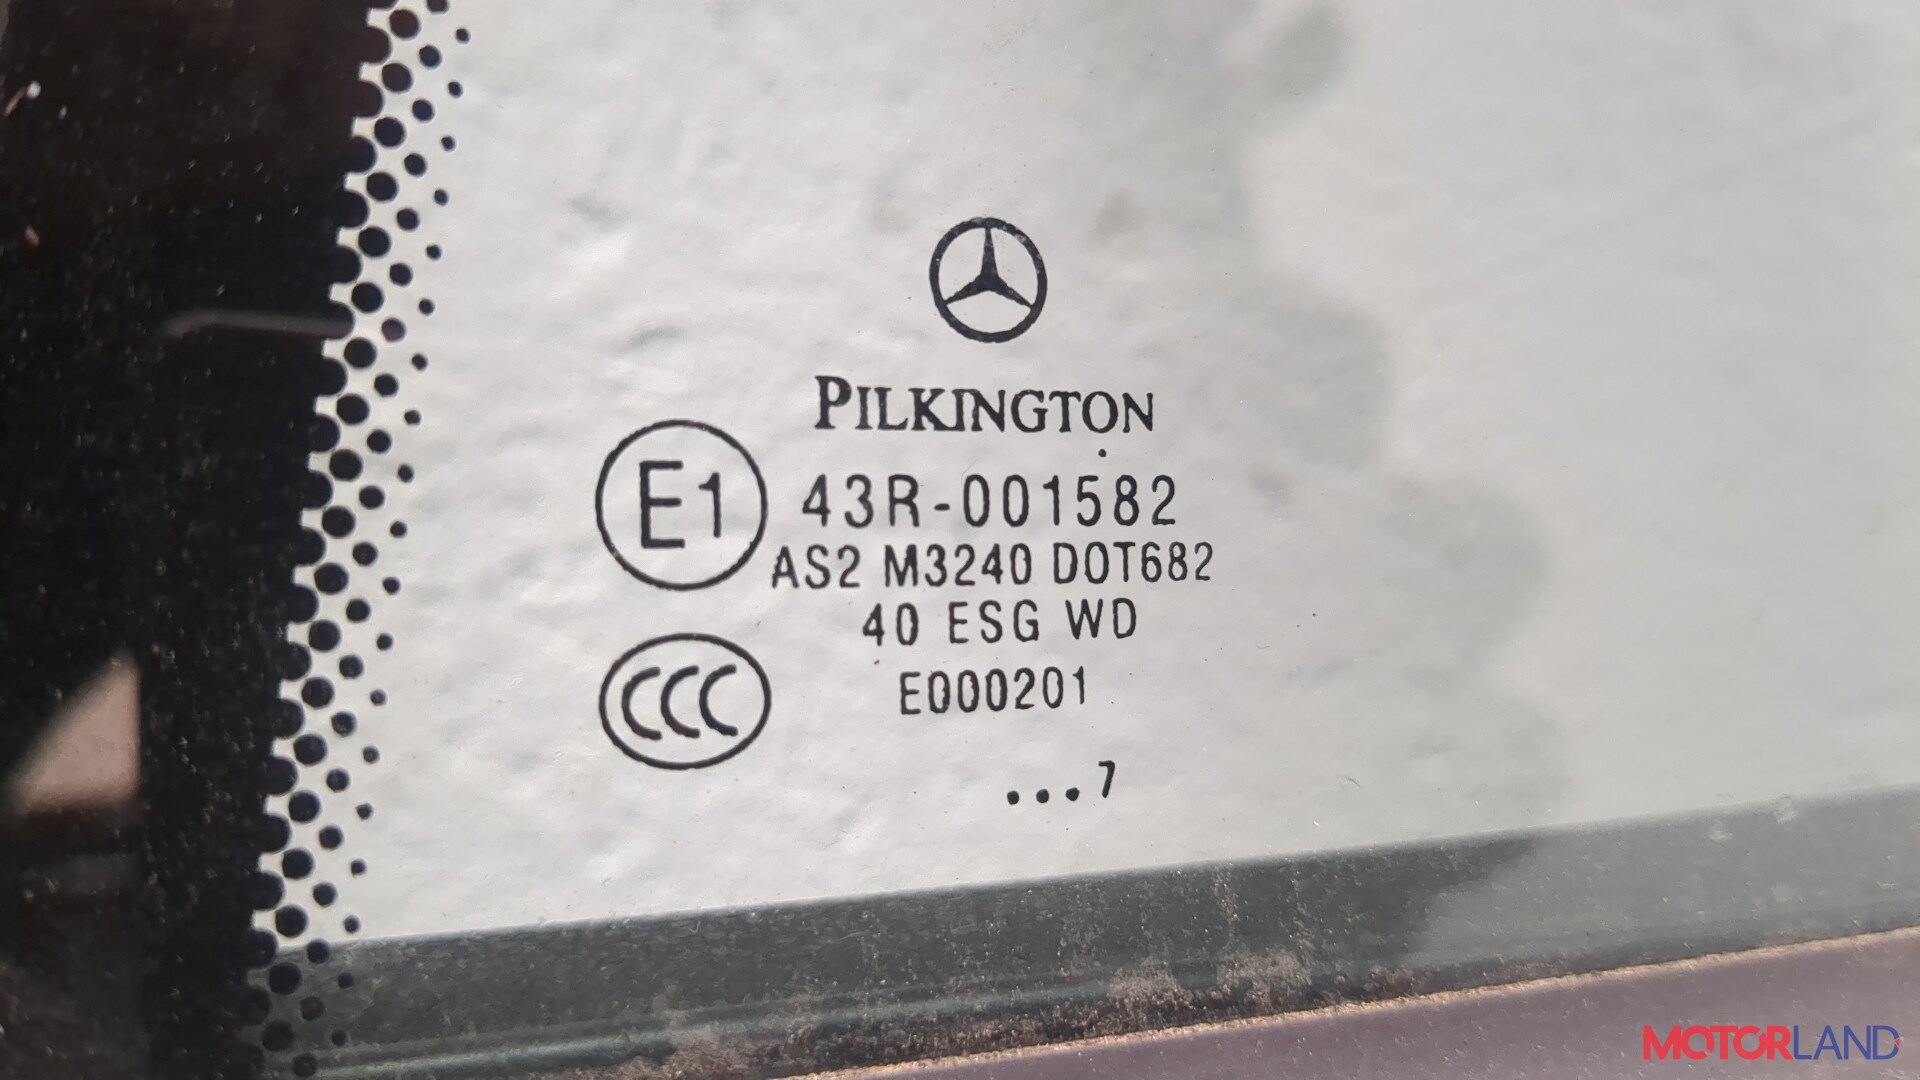 PILKINGTON
E1 43R-001582
AS2 M3240 DOT682
40 ESG WD
CCC E000201
...7
MOTORLAND